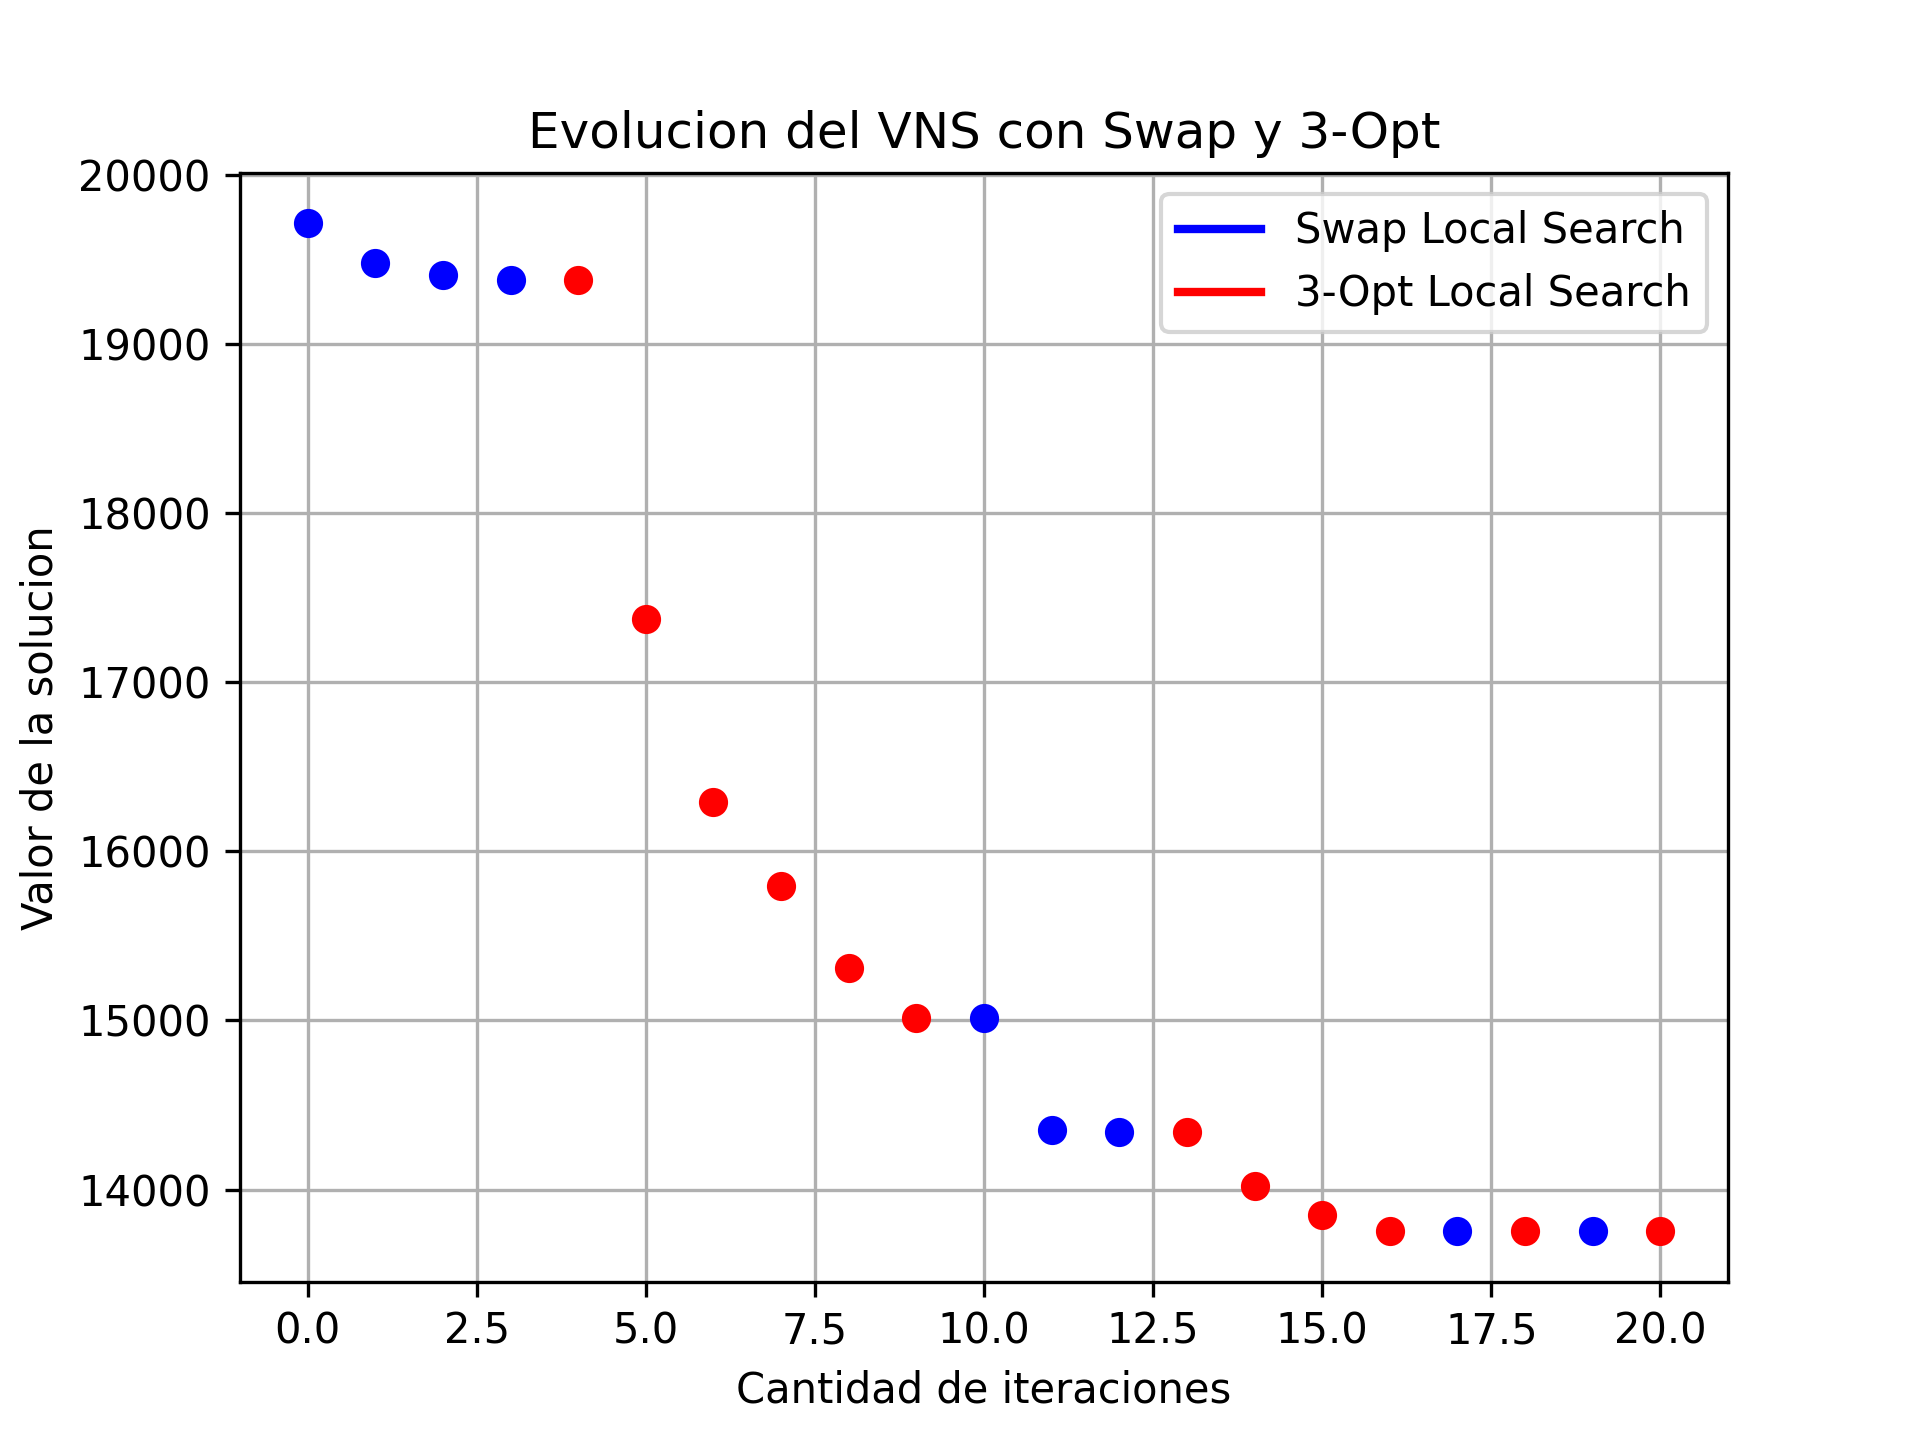 Evolucion del VNS con Swap y 3-Opt
Swap Local Search
3-Opt Local Search
Valor de la solucion
20000
19000
18000
17000
16000
15000
14000
0.0 2.5 5.0 7.5 10.0 12.5 15.0 17.5 20.0
Cantidad de iteraciones